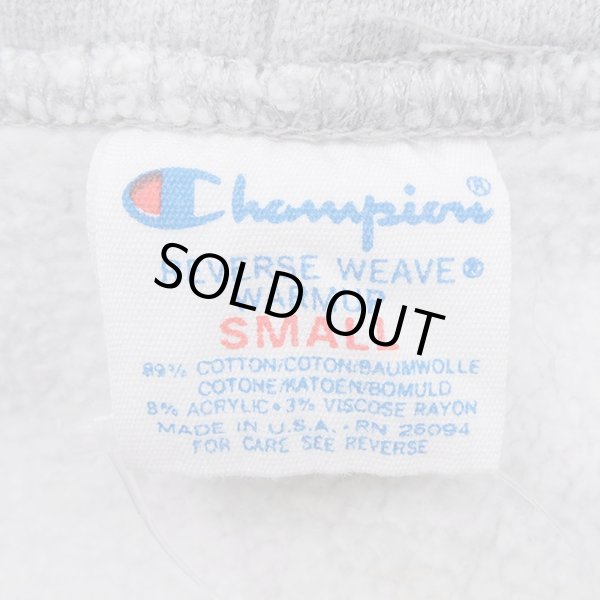 Champion®
REVERSE WEAVE®
WARMUP
SOLD OUT
SMALL
89% COTTON/COTON/BAUMWOLLE
COTONE/KATOEN/BOMULD
8% ACRYLIC • 3% VISCOSE RAYON
MADE IN U.S.A. - RN 26094
FOR CARE SEE REVERSE